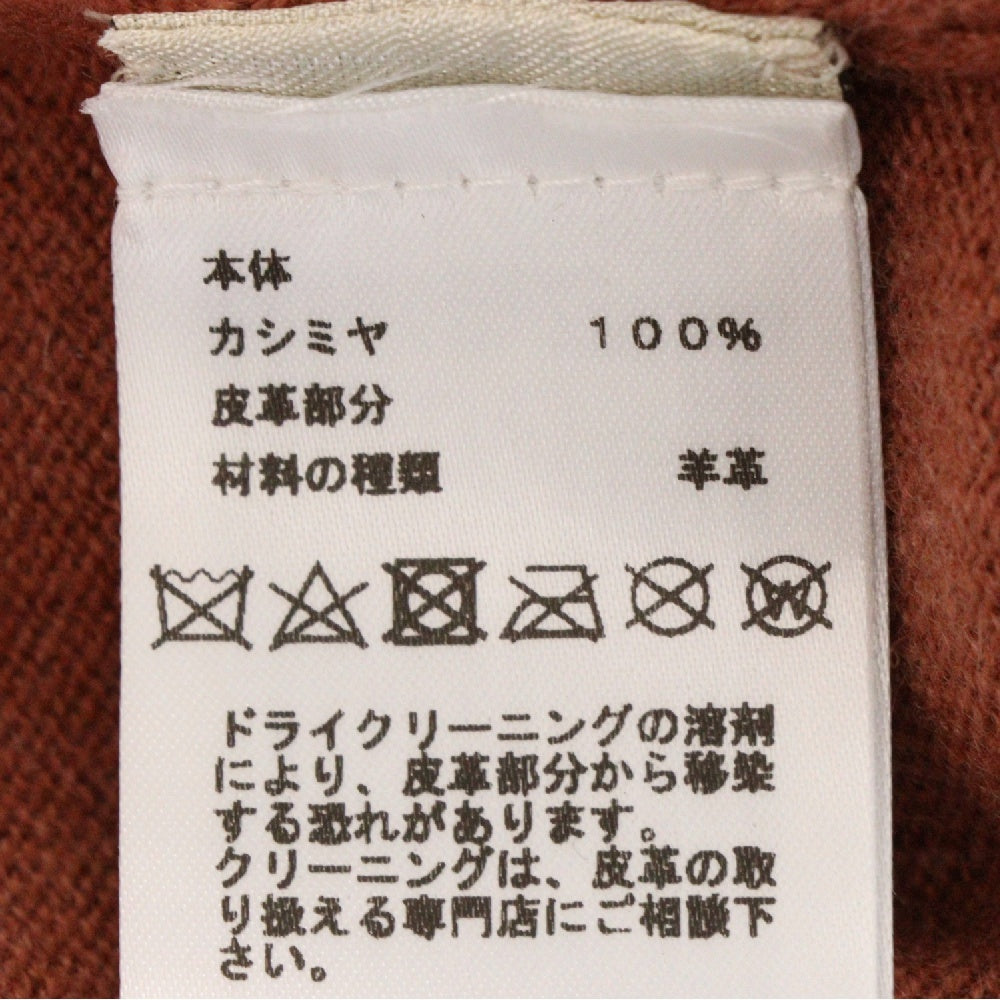 本体
カシミヤ 100%
皮革部分
材料の種類 羊革
W
ドライクリーニングの溶剤
により、皮革部分から移染
する恐れがあります。
クリーニングは、皮革の取
り扱える専門店にご相談下
さい。